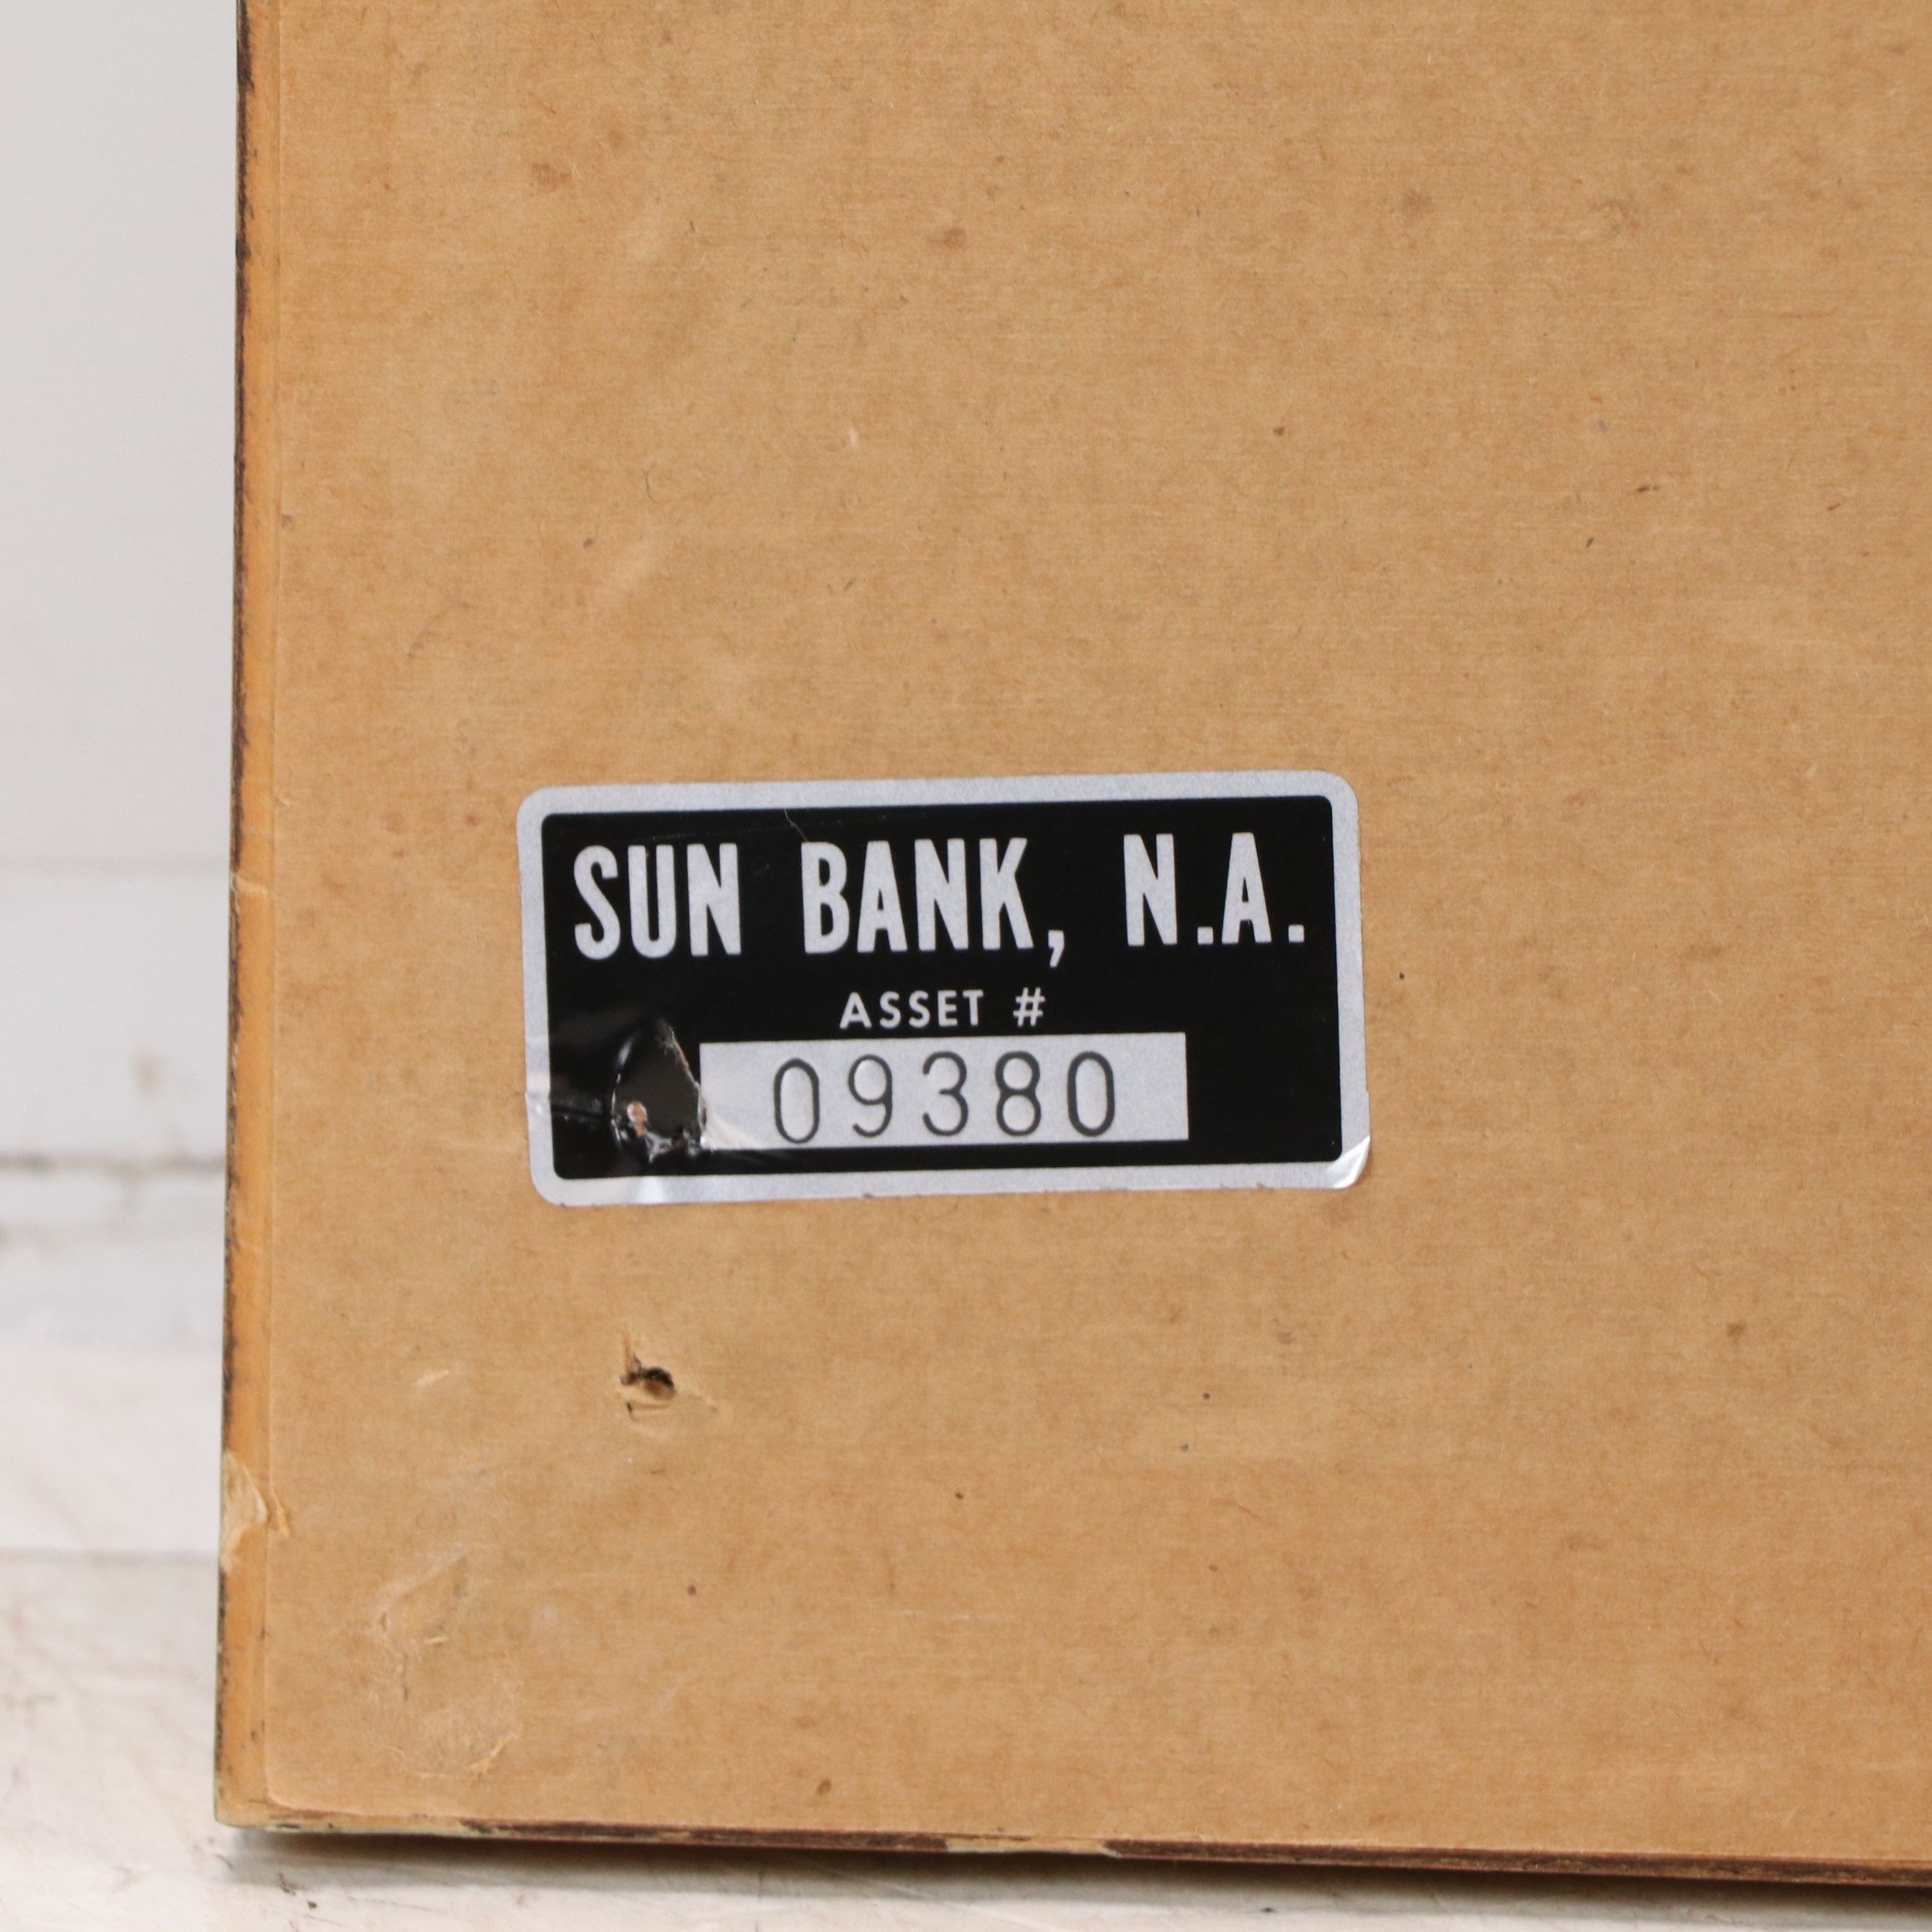 SUN BANK, N.A.
ASSET #
09380